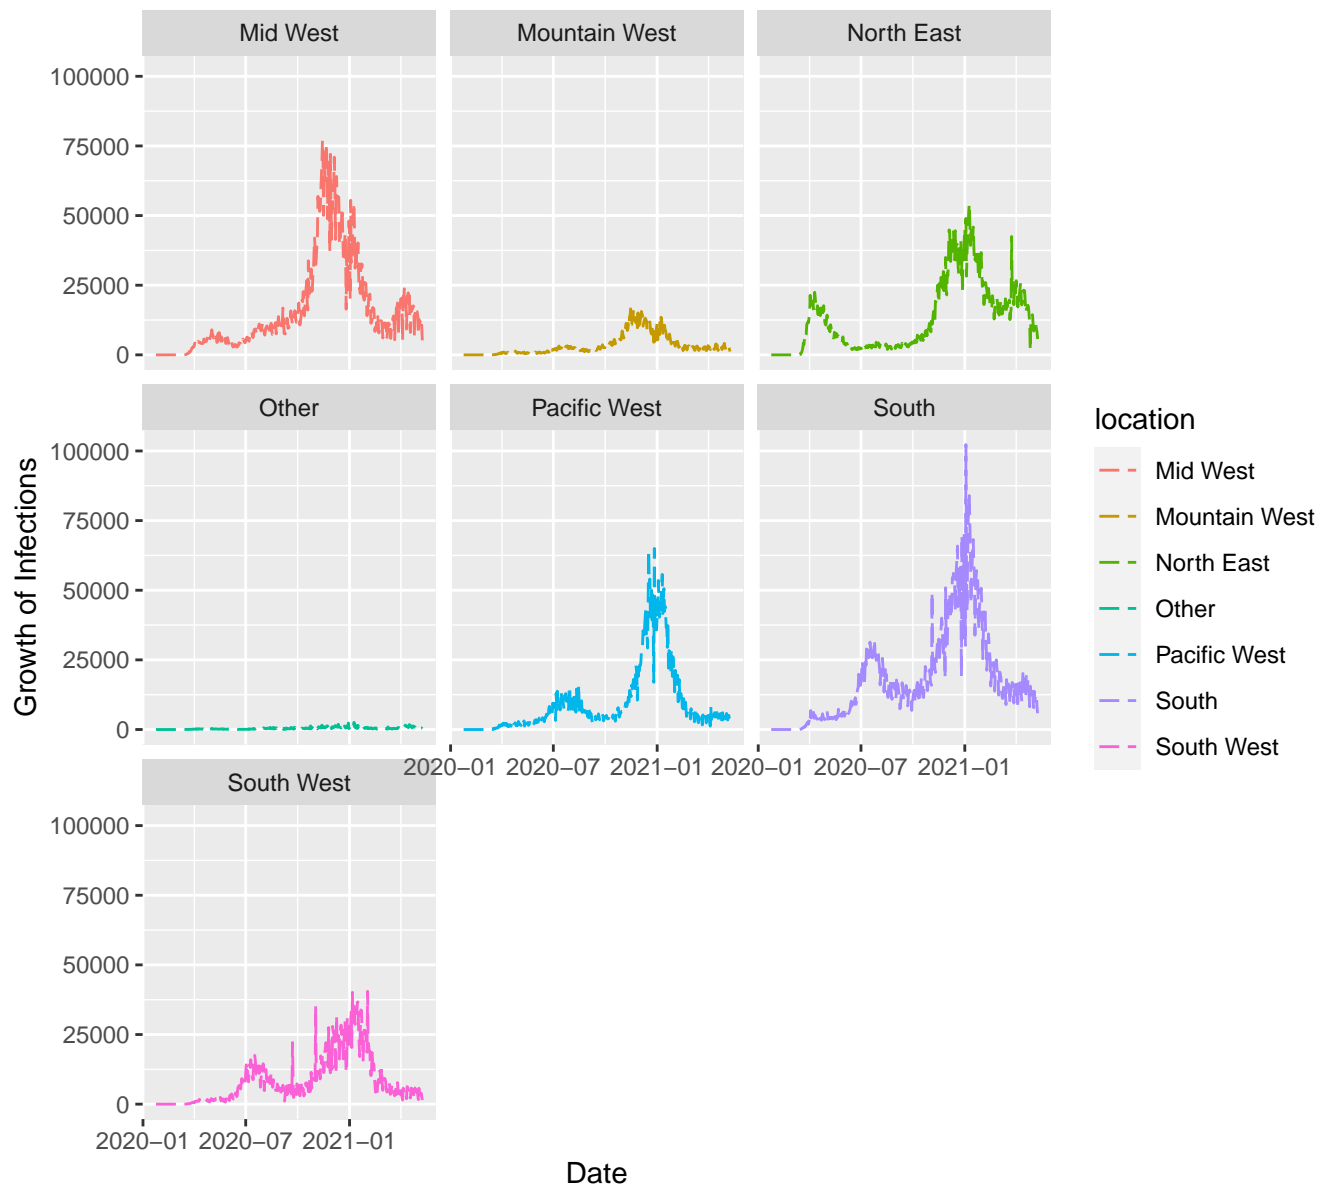 Mid West
Mountain West
North East
100000
75000
50000
25000
0
Other
Pacific West
South
100000
75000
50000
25000
0
2020−01
2020−07
2021−01
2020−01
2020−07
2021−01
South West
100000
75000
50000
25000
0
2020−01
2020−07
2021−01
Growth of Infections
Date
location
Mid West
Mountain West
North East
Other
Pacific West
South
South West